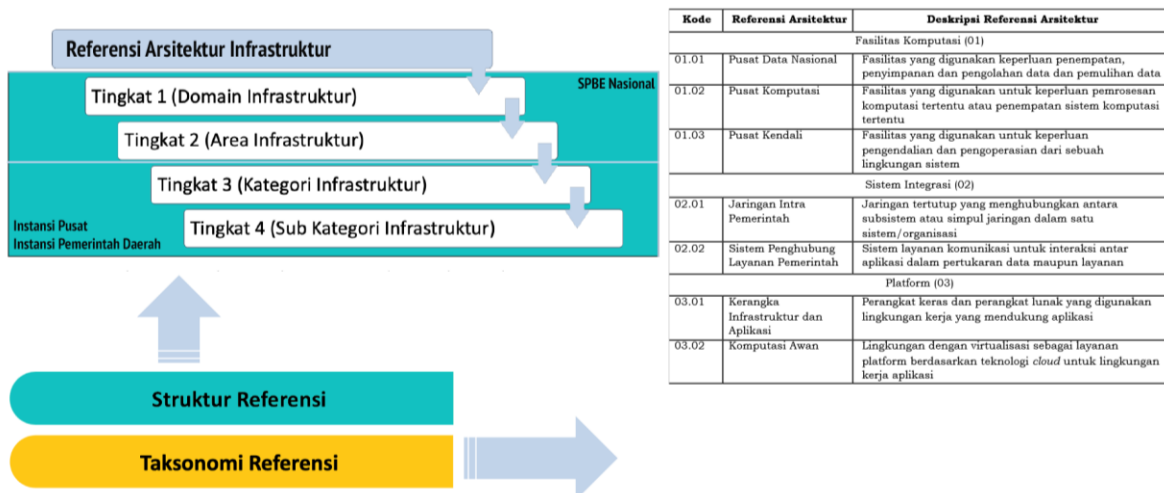 Referensi Arsitektur Infrastruktur
SPBE Nasional
Tingkat 1 (Domain Infrastruktur)
Tingkat 2 (Area Infrastruktur)
Tingkat 3 (Kategori Infrastruktur)
Tingkat 4 (Sub Kategori Infrastruktur)
Instansi Pusat
Instansi Pemerintah Daerah
Struktur Referensi
Taksonomi Referensi
Kode Referensi Arsitektur Deskripsi Referensi Arsitektur
Fasilitas Komputasi (01)
01.01 Pusat Data Nasional Fasilitas yang digunakan keperluan penempatan,
penyimpanan dan pengolahan data dan pemulihan data
01.02 Pusat Komputasi Fasilitas yang digunakan untuk keperluan pemrosesan
komputasi tertentu atau penempatan sistem komputasi
tertentu
01.03 Pusat Kendali Fasilitas yang digunakan untuk keperluan
pengendalian dan pengoperasian dari sebuah
lingkungan sistem
Sistem Integrasi (02)
02.01 Jaringan Intra Jaringan tertutup yang menghubungkan antara
Pemerintah subsistem atau simpul jaringan dalam satu
sistem/organisasi
02.02 Sistem Penghubung Sistem layanan komunikasi untuk interaksi antar
Layanan Pemerintah aplikasi dalam pertukaran data maupun layanan
Platform (03)
03.01 Kerangka Perangkat keras dan perangkat lunak yang digunakan
Infrastruktur dan lingkungan kerja yang mendukung aplikasi
Aplikasi
03.02 Komputasi Awan Lingkungan dengan virtualisasi sebagai layanan
platform berdasarkan teknologi cloud untuk lingkungan
kerja aplikasi